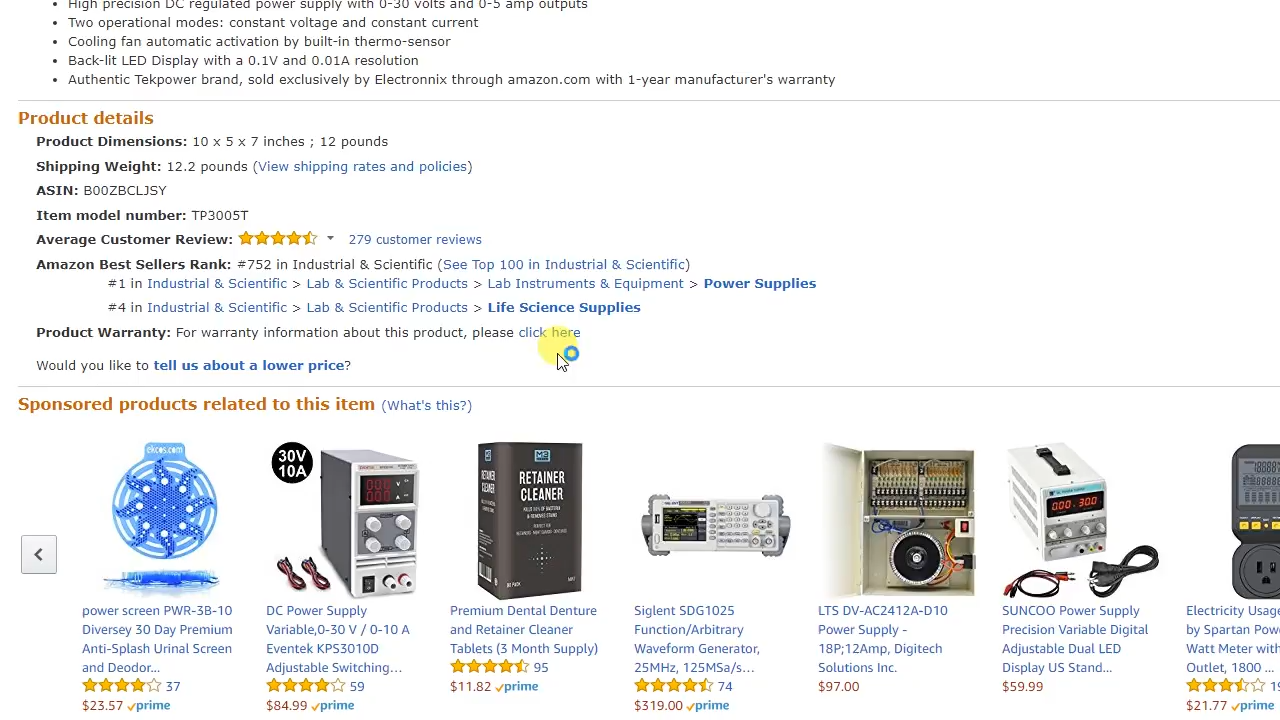 High precision DC regulated power supply with 0-30 volts and 0-5 amp outputs
Two operational modes: constant voltage and constant current
Cooling fan automatic activation by built-in thermo-sensor
Back-lit LED Display with a 0.1V and 0.01A resolution
Authentic Tekpower brand, sold exclusively by Electronnix through amazon.com with 1-year manufacturer's warranty
Product details
Product Dimensions: 10 x 5 x 7 inches ; 12 pounds
Shipping Weight: 12.2 pounds (View shipping rates and policies)
ASIN: B00ZBCLJSY
Item model number: TP3005T
Average Customer Review: 279 customer reviews
Amazon Best Sellers Rank: #752 in Industrial & Scientific (See Top 100 in Industrial & Scientific)
#1 in Industrial & Scientific > Lab & Scientific Products > Lab Instruments & Equipment > Power Supplies
#4 in Industrial & Scientific > Lab & Scientific Products > Life Science Supplies
Product Warranty: For warranty information about this product, please click here
Would you like to tell us about a lower price?
Sponsored products related to this item (What's this?)
ekcos.com
power screen PWR-3B-10
Diversey 30 Day Premium
Anti-Splash Urinal Screen
and Deodor...
37
$23.57 prime
30V
10A
DC Power Supply
Variable,0-30 V / 0-10 A
Eventek KPS3010D
Adjustable Switching...
59
$84.99 prime
RETAINER
CLEANER
RETAINER
CLEANER
Premium Dental Denture
and Retainer Cleaner
Tablets (3 Month Supply)
95
$11.82 prime
Siglent SDG1025
Function/Arbitrary
Waveform Generator,
25MHz, 125MSa/s...
74
$319.00 prime
LTS DV-AC2412A-D10
Power Supply -
18P;12Amp, Digitech
Solutions Inc.
$97.00
SUNCOO Power Supply
Precision Variable Digital
Adjustable Dual LED
Display US Stand...
$59.99
Electricity Usage
by Spartan Pow
Watt Meter with
Outlet, 1800 ...
19
$21.77 prime